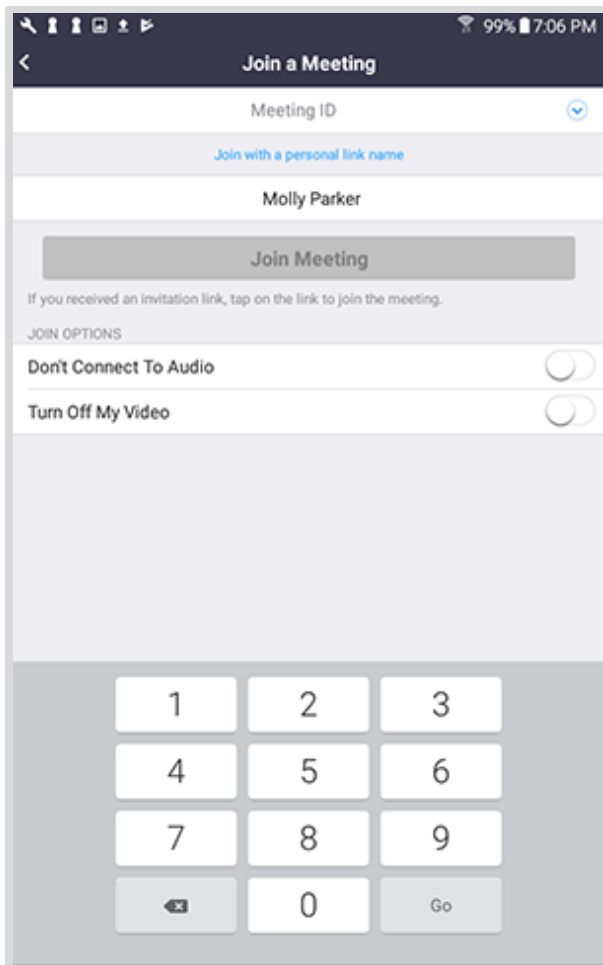 99% 7:06 PM
Join a Meeting
Meeting ID
Join with a personal link name
Molly Parker
Join Meeting
If you received an invitation link, tap on the link to join the meeting.
JOIN OPTIONS
Don't Connect To Audio
Turn Off My Video
1 2 3
4 5 6
7 8 9
0 Go